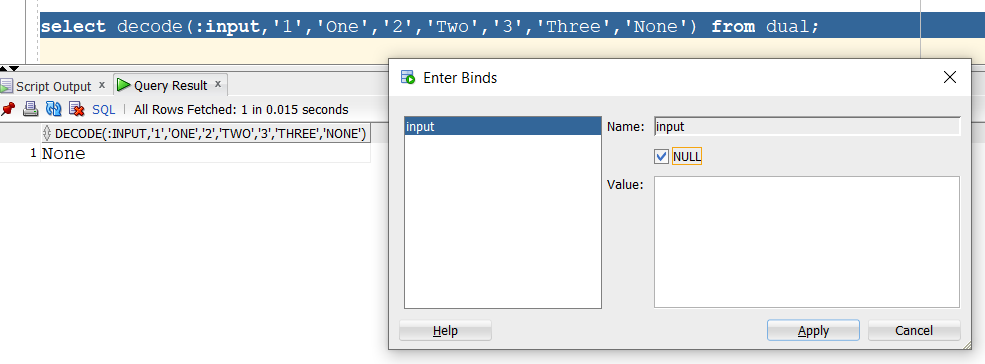 select decode(:input,'1','One','2','Two','3','Three','None') from dual;
Script Output x Query Result x
SQL | All Rows Fetched: 1 in 0.015 seconds
DECODE(:INPUT,'1','ONE','2','TWO','3','THREE','NONE')
1 None
Enter Binds
input
Name: input
NULL
Value:
Help Apply Cancel